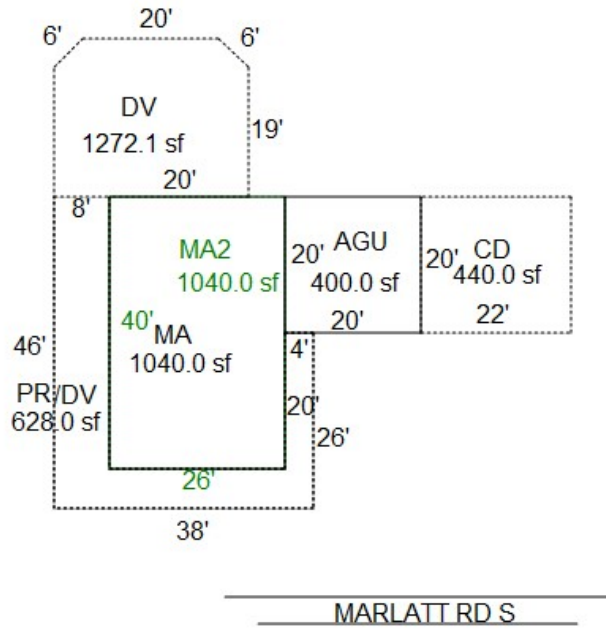 20'
6'
6'
DV
1272.1 sf
19'
20'
8'
MA2
1040.0 sf
20'
AGU
400.0 sf
20'
20'
CD
440.0 sf
22'
40'
MA
1040.0 sf
4'
46'
PR/DV
628.0 sf
20'
26'
26'
38'
MARLATT RD S